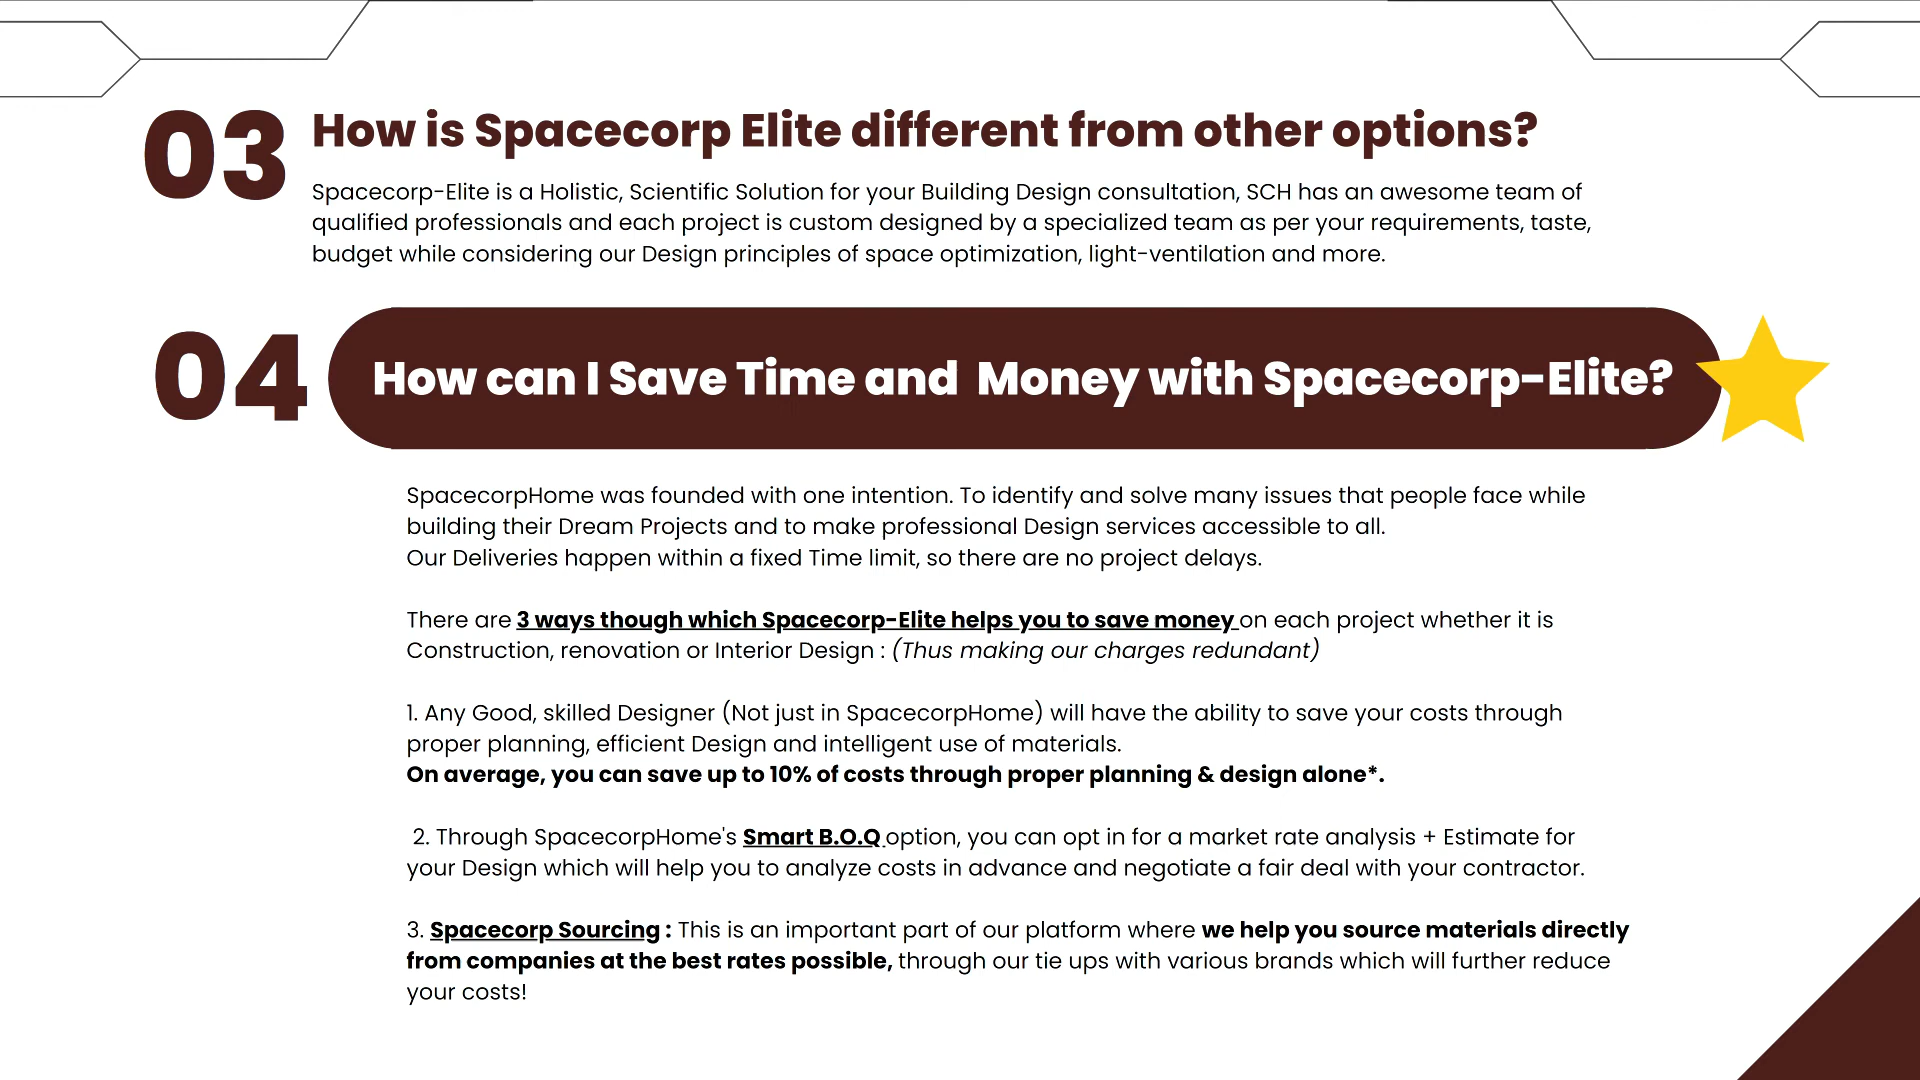 03
How is Spacecorp Elite different from other options?
Spacecorp-Elite is a Holistic, Scientific Solution for your Building Design consultation, SCH has an awesome team of
qualified professionals and each project is custom designed by a specialized team as per your requirements, taste,
budget while considering our Design principles of space optimization, light-ventilation and more.
04
How can I Save Time and  Money with Spacecorp-Elite?
SpacecorpHome was founded with one intention. To identify and solve many issues that people face while
building their Dream Projects and to make professional Design services accessible to all.
Our Deliveries happen within a fixed Time limit, so there are no project delays.
There are 3 ways though which Spacecorp-Elite helps you to save money on each project whether it is
Construction, renovation or Interior Design : (Thus making our charges redundant)
1. Any Good, skilled Designer (Not just in SpacecorpHome) will have the ability to save your costs through
proper planning, efficient Design and intelligent use of materials.
On average, you can save up to 10% of costs through proper planning & design alone*.
2. Through SpacecorpHome's Smart B.O.Q option, you can opt in for a market rate analysis + Estimate for
your Design which will help you to analyze costs in advance and negotiate a fair deal with your contractor.
3. Spacecorp Sourcing : This is an important part of our platform where we help you source materials directly
from companies at the best rates possible, through our tie ups with various brands which will further reduce
your costs!